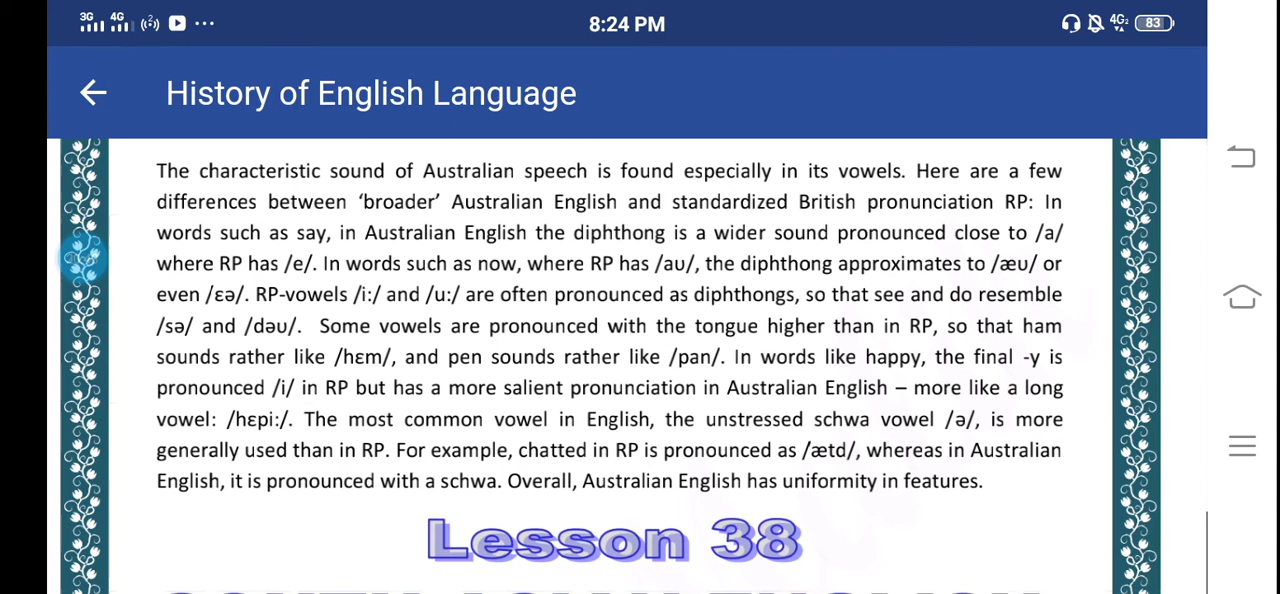 3G 4G 8:24 PM 4G2 83
History of English Language
The characteristic sound of Australian speech is found especially in its vowels. Here are a few
differences between ‘broader’ Australian English and standardized British pronunciation RP: In
words such as say, in Australian English the diphthong is a wider sound pronounced close to /a/
where RP has /e/. In words such as now, where RP has /aʊ/, the diphthong approximates to /æʊ/ or
even /ɛə/. RP-vowels /i:/ and /u:/ are often pronounced as diphthongs, so that see and do resemble
/sə/ and /dəʊ/. Some vowels are pronounced with the tongue higher than in RP, so that ham
sounds rather like /hɛm/, and pen sounds rather like /pan/. In words like happy, the final -y is
pronounced /i/ in RP but has a more salient pronunciation in Australian English – more like a long
vowel: /hɛpi:/. The most common vowel in English, the unstressed schwa vowel /ə/, is more
generally used than in RP. For example, chatted in RP is pronounced as /ætd/, whereas in Australian
English, it is pronounced with a schwa. Overall, Australian English has uniformity in features.
Lesson 38